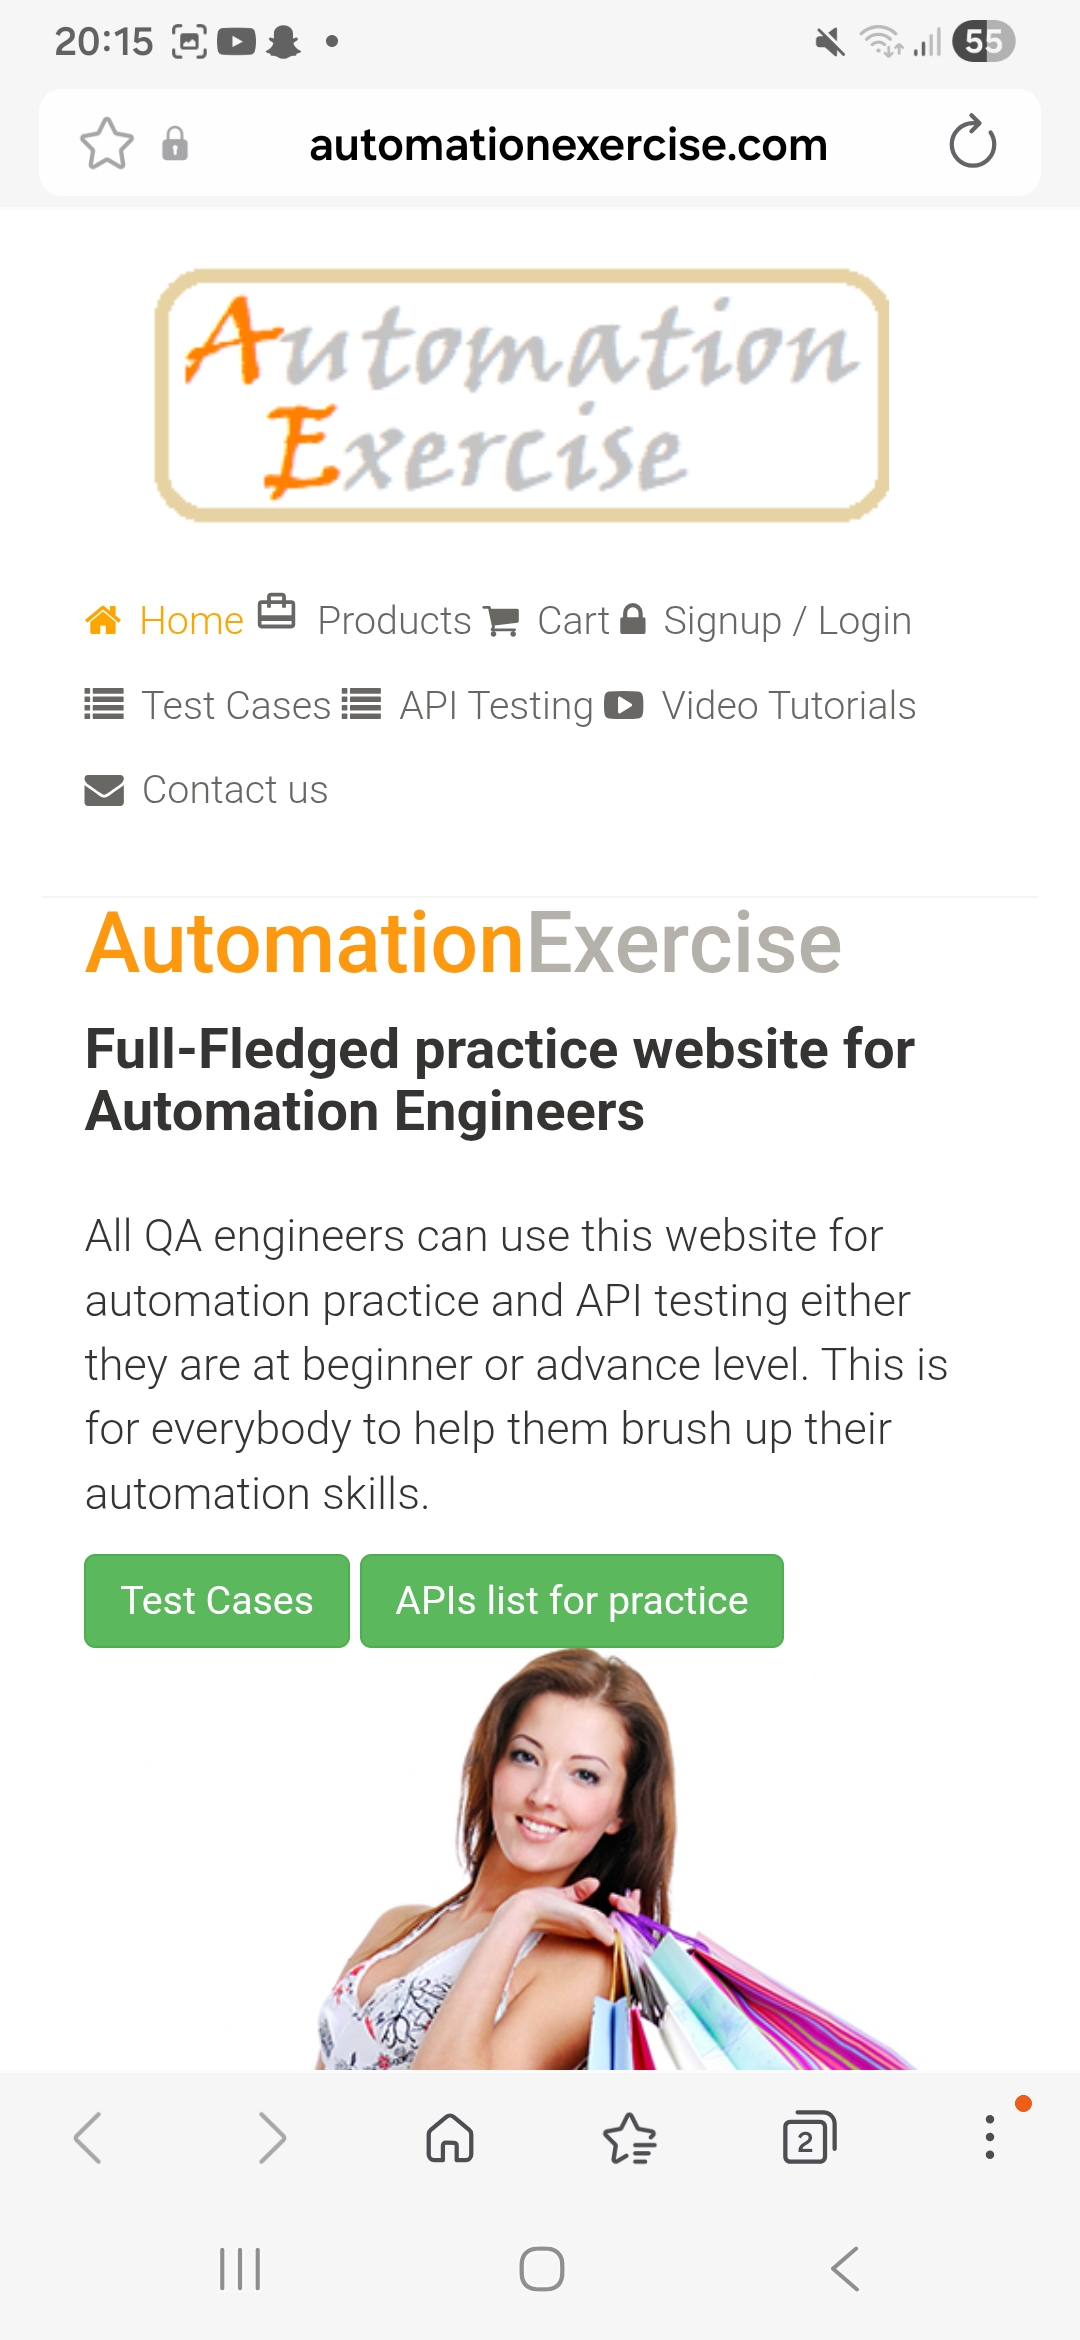 20:15
55
automationexercise.com
Automation
Exercise
Home Products Cart Signup / Login
Test Cases API Testing Video Tutorials
Contact us
AutomationExercise
Full-Fledged practice website for
Automation Engineers
All QA engineers can use this website for
automation practice and API testing either
they are at beginner or advance level. This is
for everybody to help them brush up their
automation skills.
Test Cases APIs list for practice
2